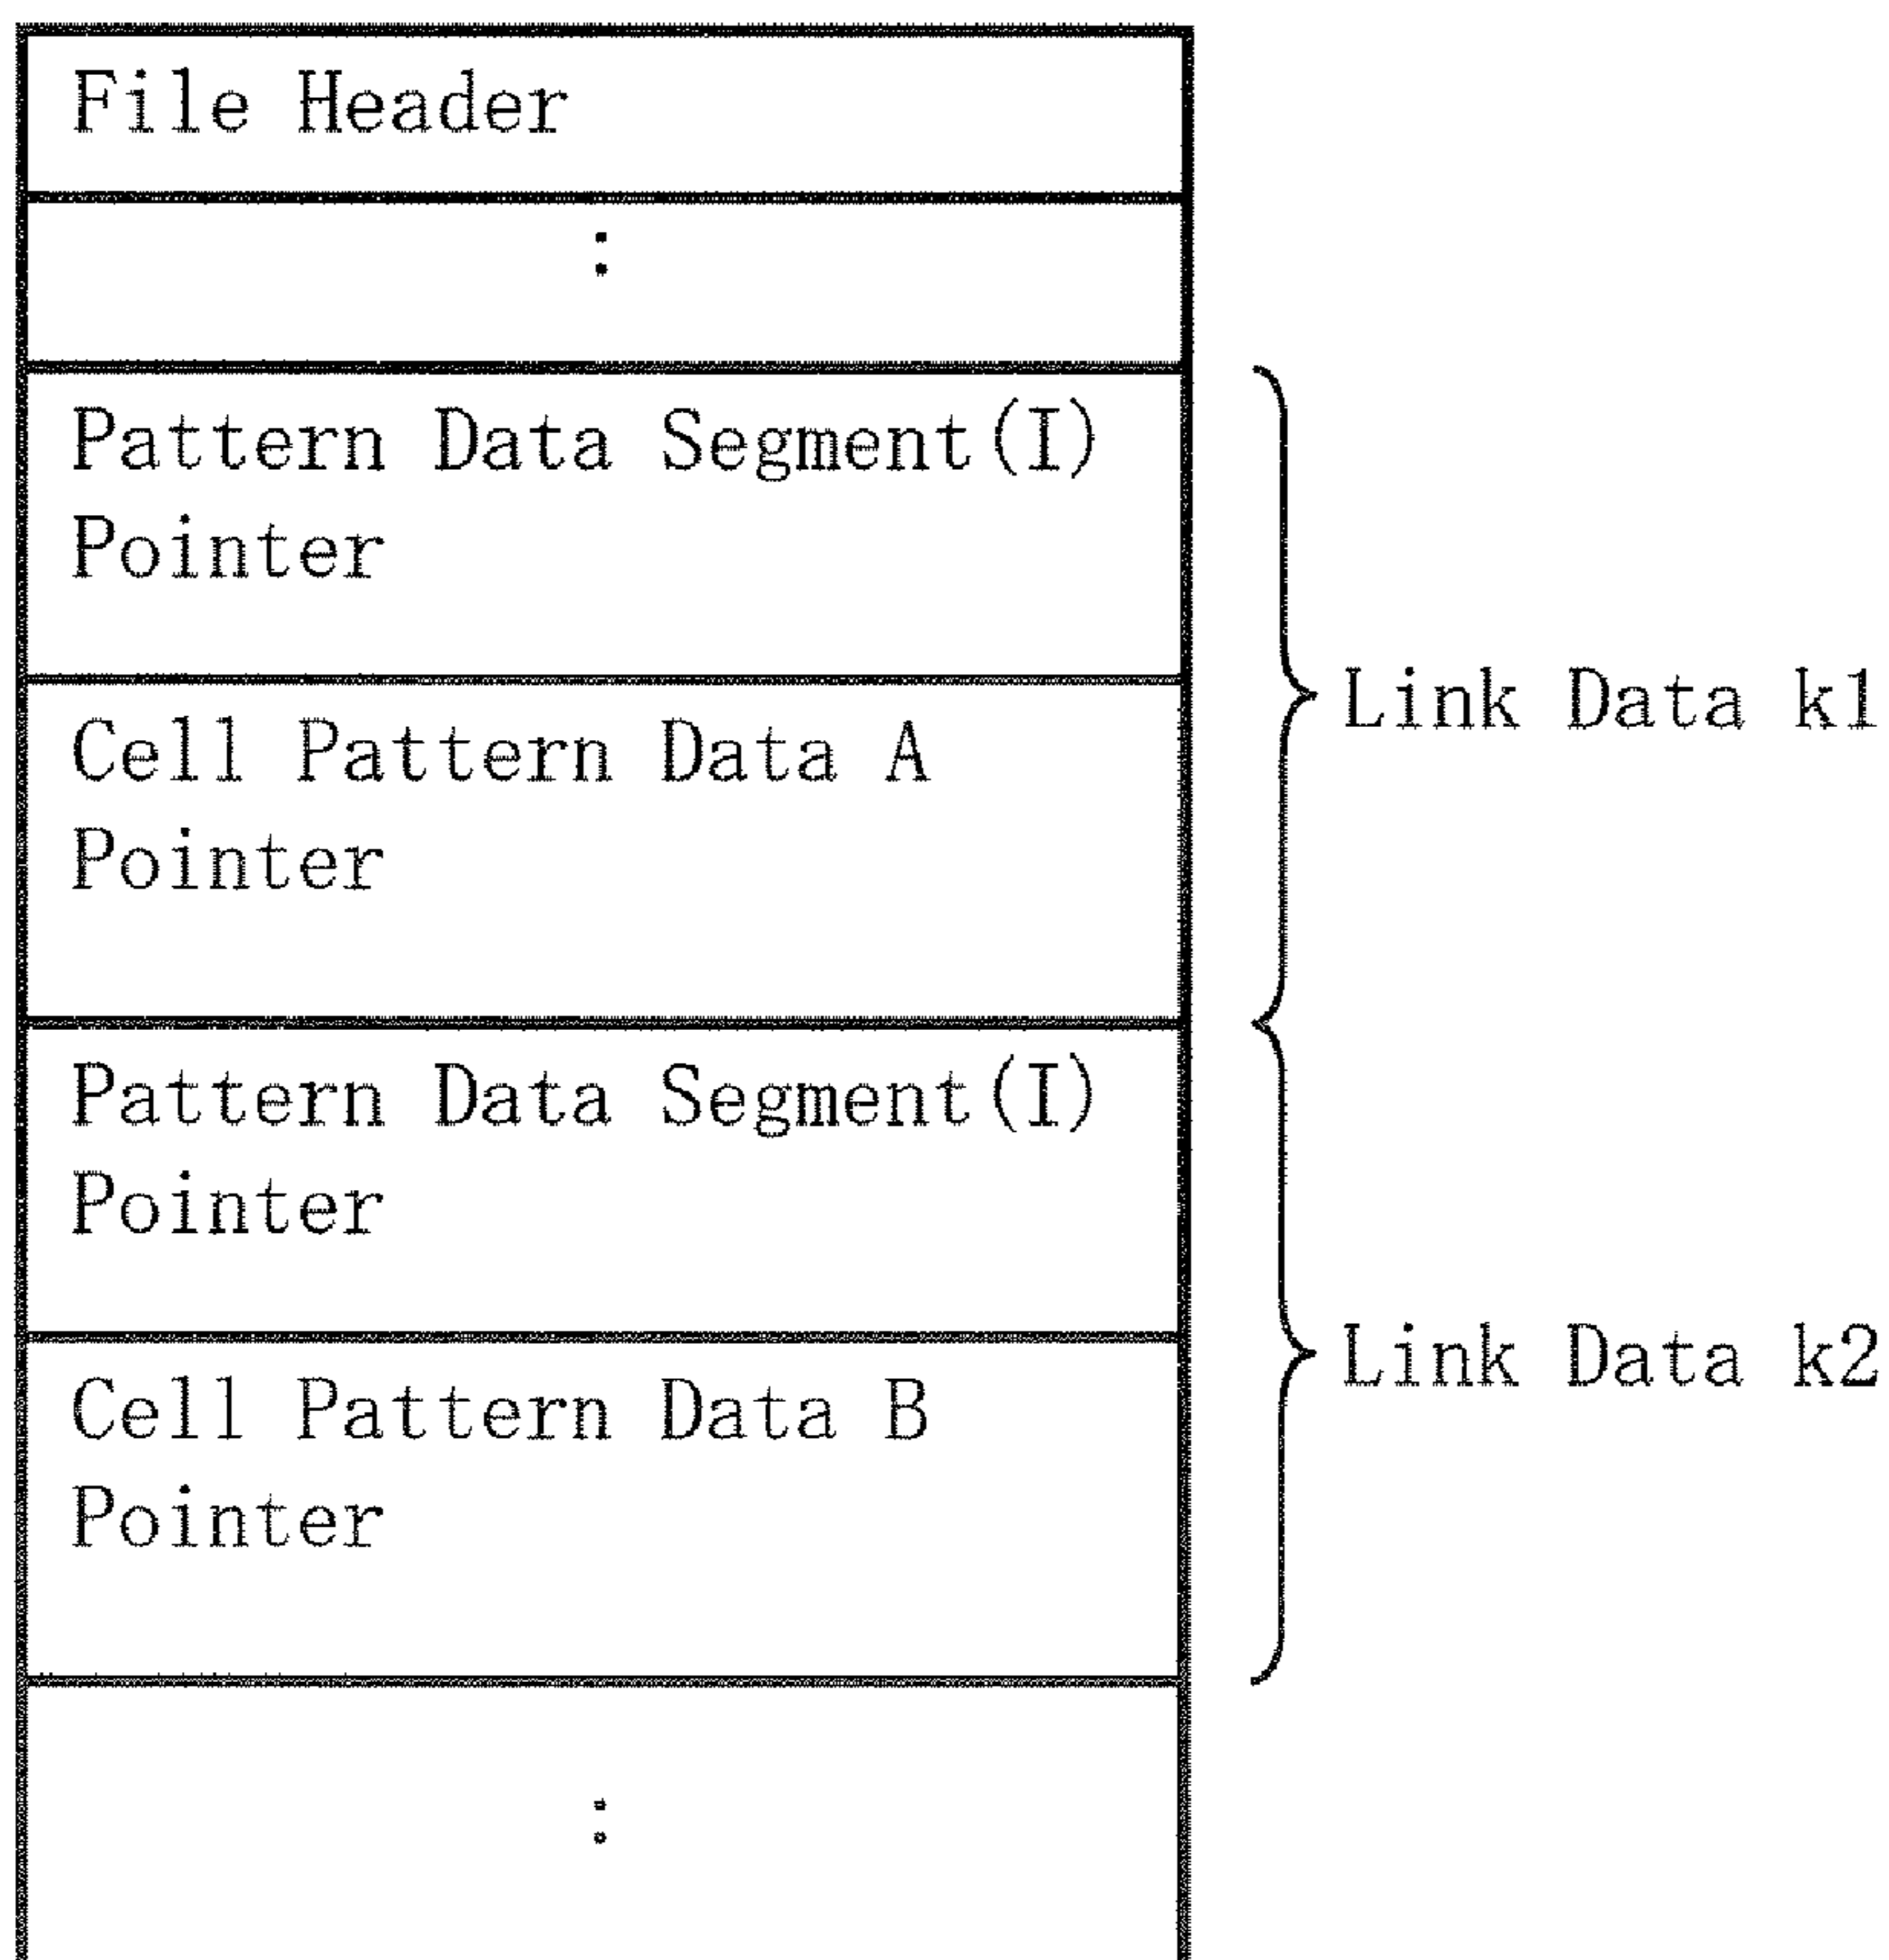 File Header
:
Pattern Data Segment(I)
Pointer
Cell Pattern Data A
Pointer
Link Data k1
Pattern Data Segment(I)
Pointer
Cell Pattern Data B
Pointer
Link Data k2
: